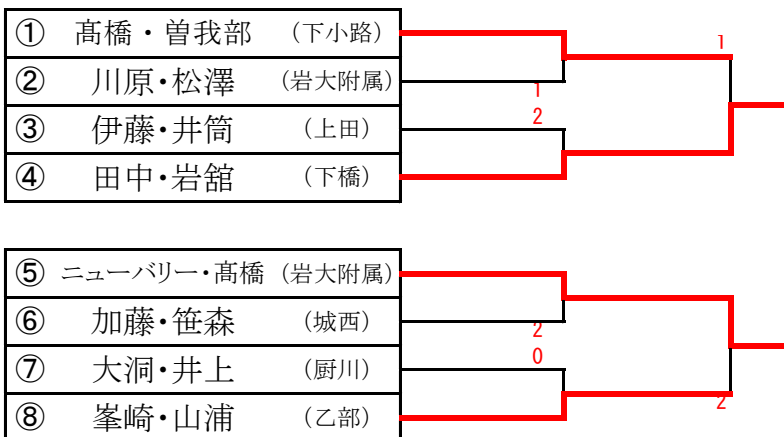 ① 髙橋・曽我部 (下小路)
1
② 川原・松澤 (岩大附属)
1
③ 伊藤・井筒 (上田)
2
④ 田中・岩舘 (下橋)
⑤ ニューバリー・髙橋 (岩大附属)
⑥ 加藤・笹森 (城西)
2
⑦ 大洞・井上 (厨川)
0
⑧ 峯崎・山浦 (乙部)
2